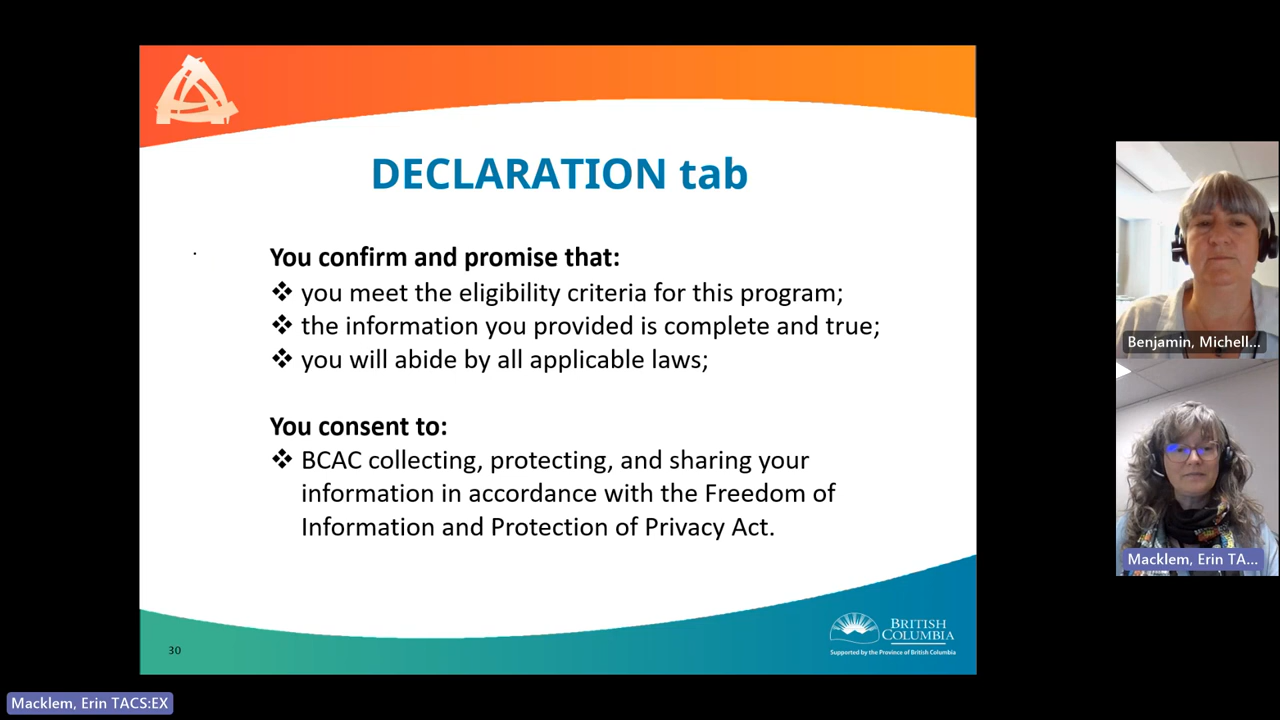 DECLARATION tab
You confirm and promise that:
❖ you meet the eligibility criteria for this program;
❖ the information you provided is complete and true;
❖ you will abide by all applicable laws;
You consent to:
❖ BCAC collecting, protecting, and sharing your
information in accordance with the Freedom of
Information and Protection of Privacy Act.
30
BRITISH
COLUMBIA
Supported by the Province of British Columbia
Benjamin, Michell...
Macklem, Erin TA...
Macklem, Erin TACS:EX